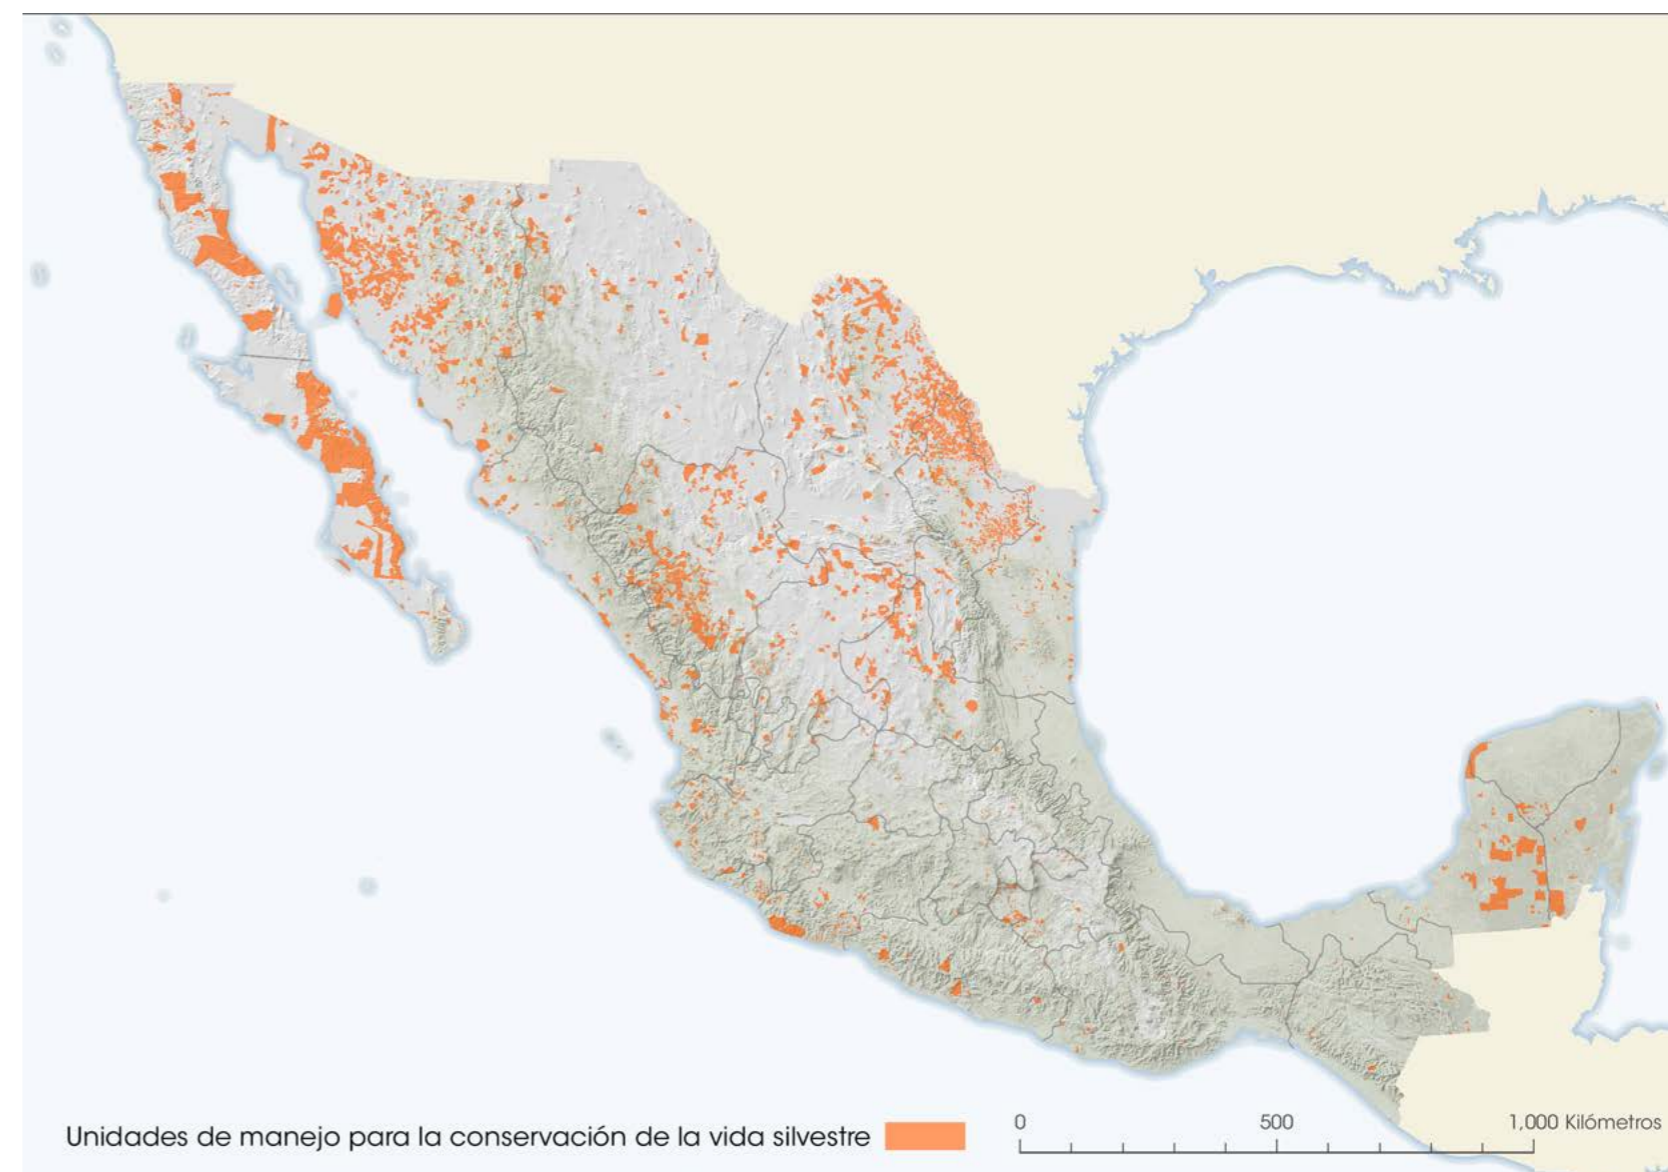 Unidades de manejo para la conservación de la vida silvestre
0 500 1,000 Kilómetros